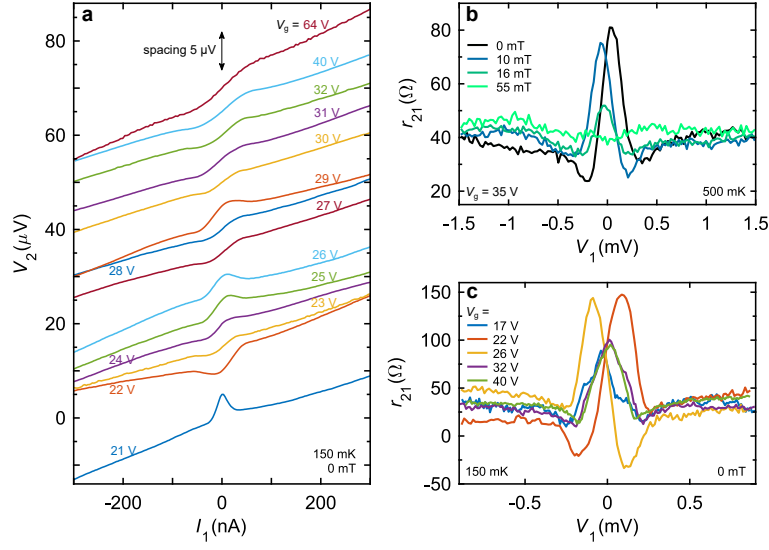 a
V_g = 64 V
spacing 5 μV
40 V
32 V
31 V
30 V
29 V
27 V
28 V
26 V
25 V
23 V
24 V
22 V
21 V
150 mK
0 mT
80
60
40
20
0
V_2(μV)
-200
0
200
I_1(nA)
b
0 mT
10 mT
16 mT
55 mT
V_g = 35 V
500 mK
80
60
40
20
r_21(Ω)
-1.5
-1
-0.5
0
0.5
1
1.5
V_1(mV)
c
V_g =
17 V
22 V
26 V
32 V
40 V
150 mK
0 mT
150
100
50
0
-50
r_21(Ω)
-0.5
0
0.5
V_1(mV)